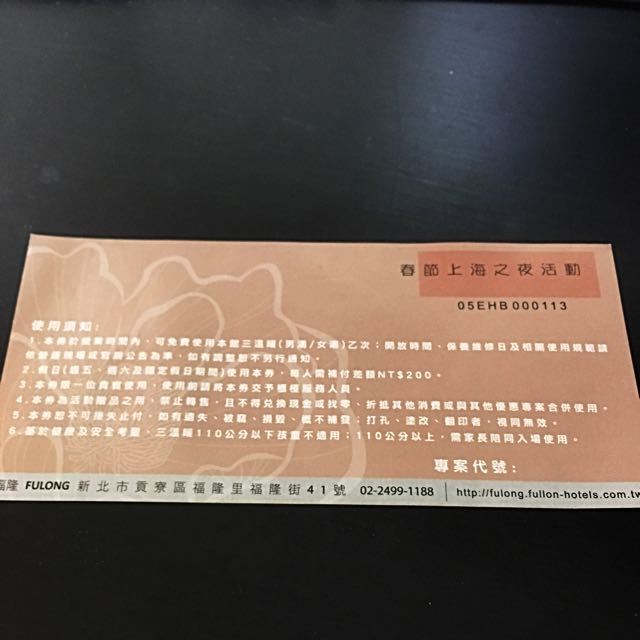 春節上海之夜活動
05EHB 000113
使用須知:
1.本券於該期時間內,可免費使用本館三溫暖(男湯/女湯)乙次;開放時間、保養維修日及相關使用規範請
依營運現場或官網公告為準,如有調整恕不另行通知。
2.假日(週五、週六及國定假日期間)使用本券,每人需補付差額NT$200。
3.本券限一位貴賓使用,使用前請將本券交予櫃檯服務人員。
4.本券為活動贈品之用,禁止轉售,且不得兌換現金或找零、折抵其他消費或與其他優惠專案合併使用。
5.本券恕不可掛失止付,如有遺失、被竊、損毀,恕不補發;打孔、塗改、翻印者,視同無效。
6.基於健康及安全考量,三溫暖110公分以下孩童不適用;110公分以上,需家長陪同入場使用。
專案代號:
福隆 FULONG 新北市貢寮區福隆里福隆街41號 02-2499-1188 http://fulong.fullon-hotels.com.tw